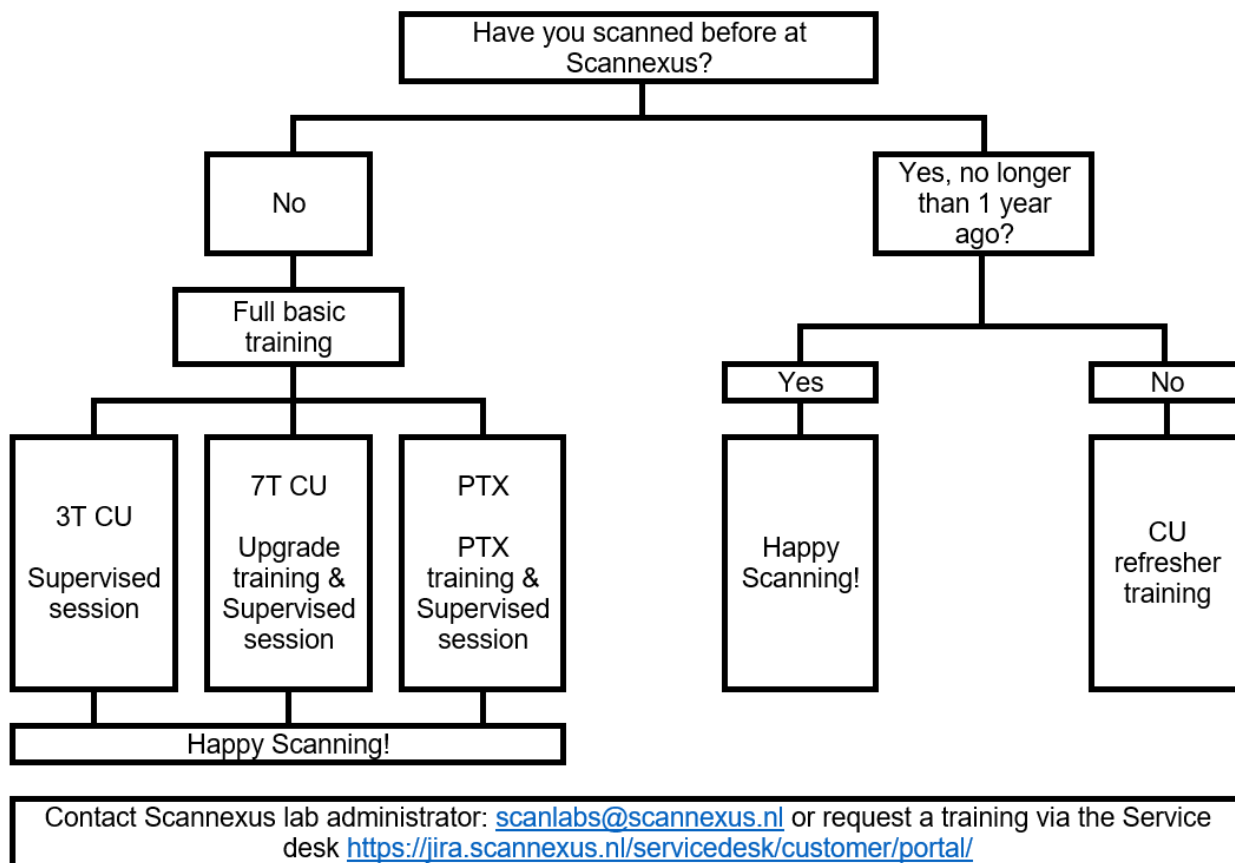 Have you scanned before at
Scannexus?
No
Yes, no longer
than 1 year
ago?
Full basic
training
Yes
No
3T CU
Supervised
session
7T CU
Upgrade
training &
Supervised
session
PTX
PTX
training &
Supervised
session
Happy
Scanning!
CU
refresher
training
Happy Scanning!
Contact Scannexus lab administrator: scanlabs@scannexus.nl or request a training via the Service
desk https://jira.scannexus.nl/servicedesk/customer/portal/